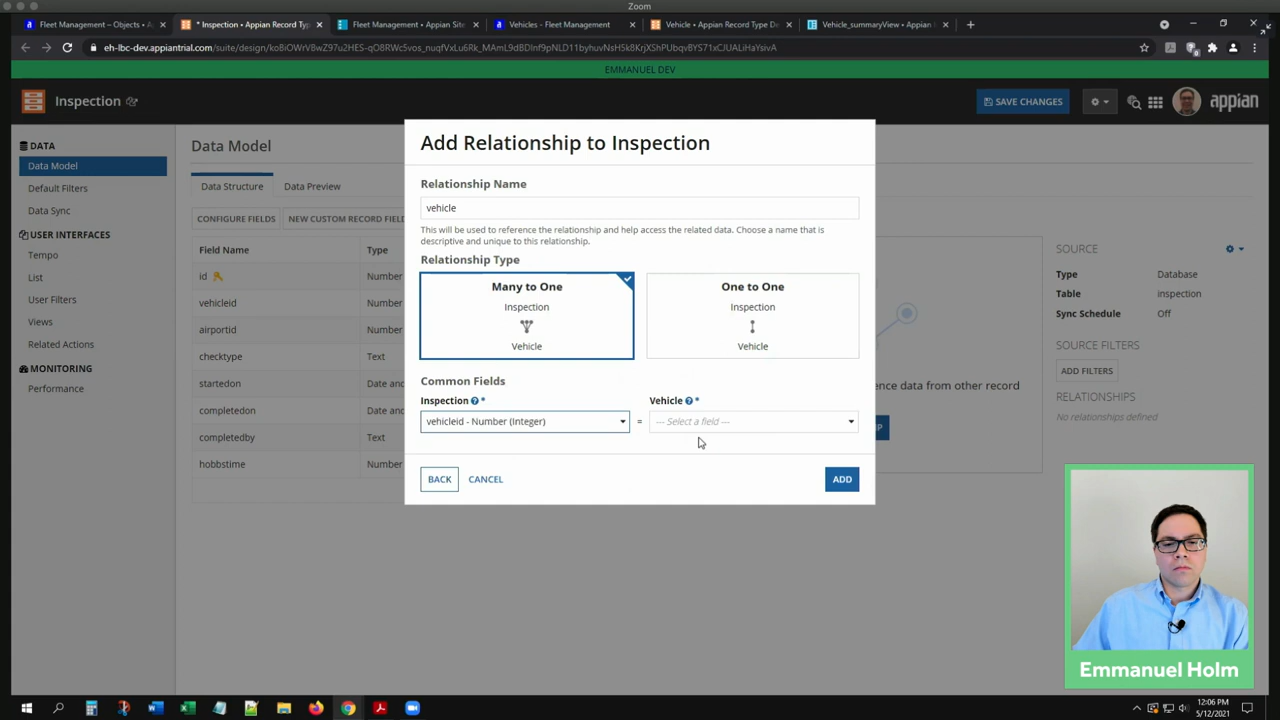 Zoom
Fleet Management – Objects • A
* Inspection • Appian Record Typ
Fleet Management • Appian Sit
Vehicles - Fleet Management
Vehicle • Appian Record Type D
Vehicle_summaryView • Appian
EMMANUEL DEV
Inspection
SAVE CHANGES
appian
DATA
Data Model
Default Filters
Data Sync
USER INTERFACES
Tempo
List
User Filters
Views
Related Actions
MONITORING
Performance
Data Model
Data Structure
Data Preview
CONFIGURE FIELDS
NEW CUSTOM RECORD FIEL
Field Name
Type
id
Number
vehicleid
Number
airportid
Number
checktype
Text
startedon
Date and
completedon
Date and
completedby
Text
hobbstime
Number
Add Relationship to Inspection
Relationship Name
vehicle
This will be used to reference the relationship and help access the related data. Choose a name that is
descriptive and unique to this relationship.
Relationship Type
Many to One
Inspection
Vehicle
One to One
Inspection
Vehicle
Common Fields
Inspection *
Vehicle *
vehicleid - Number (Integer)
=
--- Select a field ---
BACK
CANCEL
ADD
ence data from other record
IP
SOURCE
Type
Database
Table
inspection
Sync Schedule
Off
SOURCE FILTERS
ADD FILTERS
RELATIONSHIPS
No relationships defined
Emmanuel Holm
12:06 PM
5/12/2021